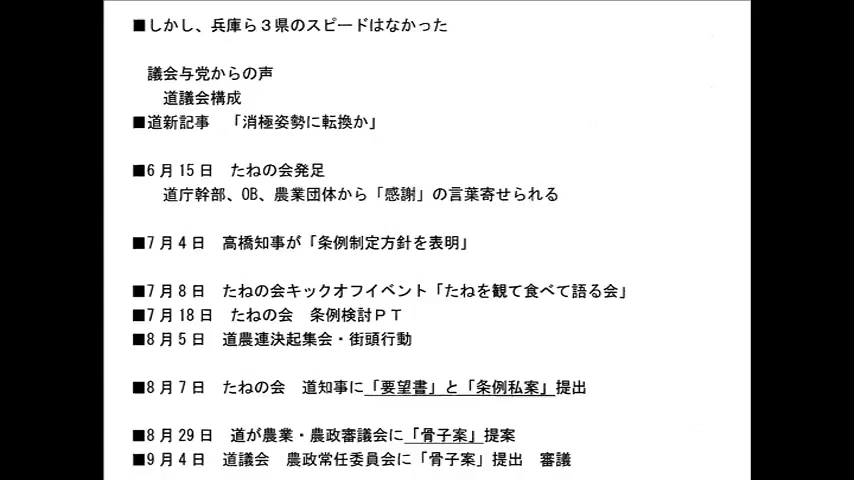 ■しかし、兵庫ら３県のスピードはなかった
議会与党からの声
道議会構成
■道新記事　「消極姿勢に転換か」
■6月15日　たねの会発足
道庁幹部、OB、農業団体から「感謝」の言葉寄せられる
■7月4日　高橋知事が「条例制定方針を表明」
■7月8日　たねの会キックオフイベント「たねを観て食べて語る会」
■7月18日　たねの会　条例検討ＰＴ
■8月5日　道農連決起集会・街頭行動
■8月7日　たねの会　道知事に「要望書」と「条例私案」提出
■8月29日　道が農業・農政審議会に「骨子案」提案
■9月4日　道議会　農政常任委員会に「骨子案」提出　審議